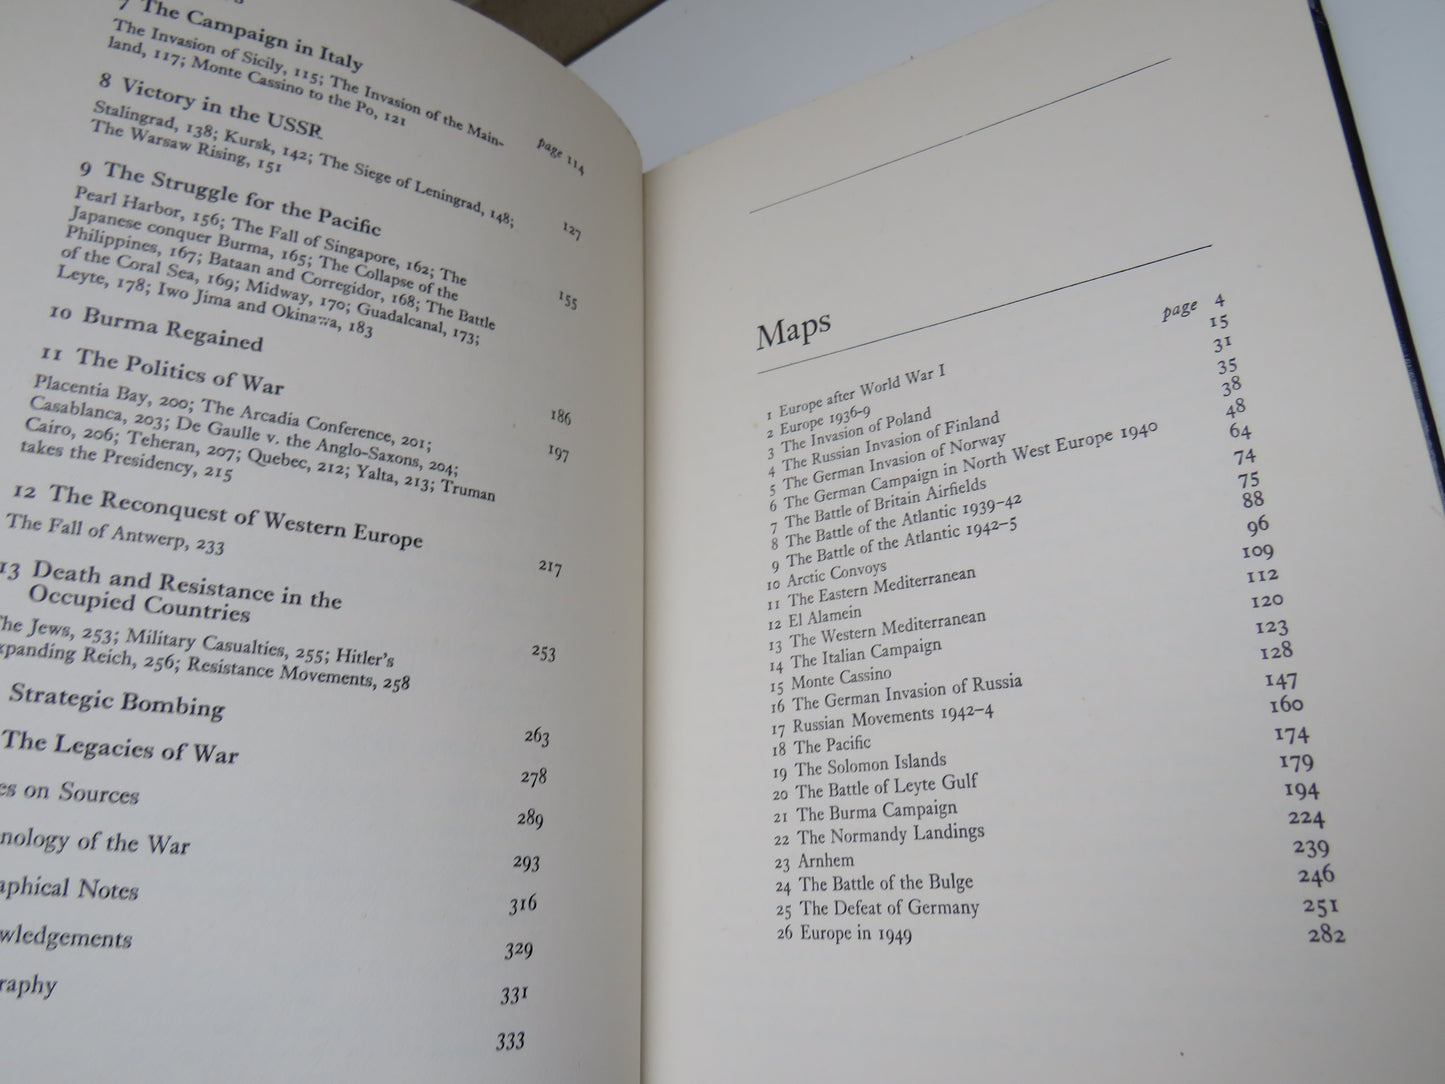 7 The Campaign in Italy
The Invasion of Sicily, 115; The Invasion of the Main-
land, 117; Monte Cassino to the Po, 121
page 114
8 Victory in the USSR
Stalingrad, 138; Kursk, 142; The Siege of Leningrad, 148;
The Warsaw Rising, 151
127
9 The Struggle for the Pacific
Pearl Harbor, 156; The Fall of Singapore, 162; The
Japanese conquer Burma, 165; The Collapse of the
Philippines, 167; Bataan and Corregidor, 168; The Battle
of the Coral Sea, 169; Midway, 170; Guadalcanal, 173;
Leyte, 178; Iwo Jima and Okinawa, 183
155
10 Burma Regained
186
11 The Politics of War
Placentia Bay, 200; The Arcadia Conference, 201;
Casablanca, 203; De Gaulle v. the Anglo-Saxons, 204;
Cairo, 206; Teheran, 207; Quebec, 212; Yalta, 213; Truman
takes the Presidency, 215
197
12 The Reconquest of Western Europe
The Fall of Antwerp, 233
217
13 Death and Resistance in the
Occupied Countries
The Jews, 253; Military Casualties, 255; Hitler's
xpanding Reich, 256; Resistance Movements, 258
253
Strategic Bombing
263
The Legacies of War
278
es on Sources
289
nology of the War
293
aphical Notes
316
wledgements
329
raphy
331
333
Maps
1 Europe after World War I page 4
2 Europe 1936-9 15
3 The Invasion of Poland 31
4 The Russian Invasion of Finland 35
5 The German Invasion of Norway 38
6 The German Campaign in North West Europe 1940 48
7 The Battle of Britain Airfields 64
8 The Battle of the Atlantic 1939-42 74
9 The Battle of the Atlantic 1942-5 75
10 Arctic Convoys 88
11 The Eastern Mediterranean 96
12 El Alamein 109
13 The Western Mediterranean 112
14 The Italian Campaign 120
15 Monte Cassino 123
16 The German Invasion of Russia 128
17 Russian Movements 1942-4 147
18 The Pacific 160
19 The Solomon Islands 174
20 The Battle of Leyte Gulf 179
21 The Burma Campaign 194
22 The Normandy Landings 224
23 Arnhem 239
24 The Battle of the Bulge 246
25 The Defeat of Germany 251
26 Europe in 1949 282